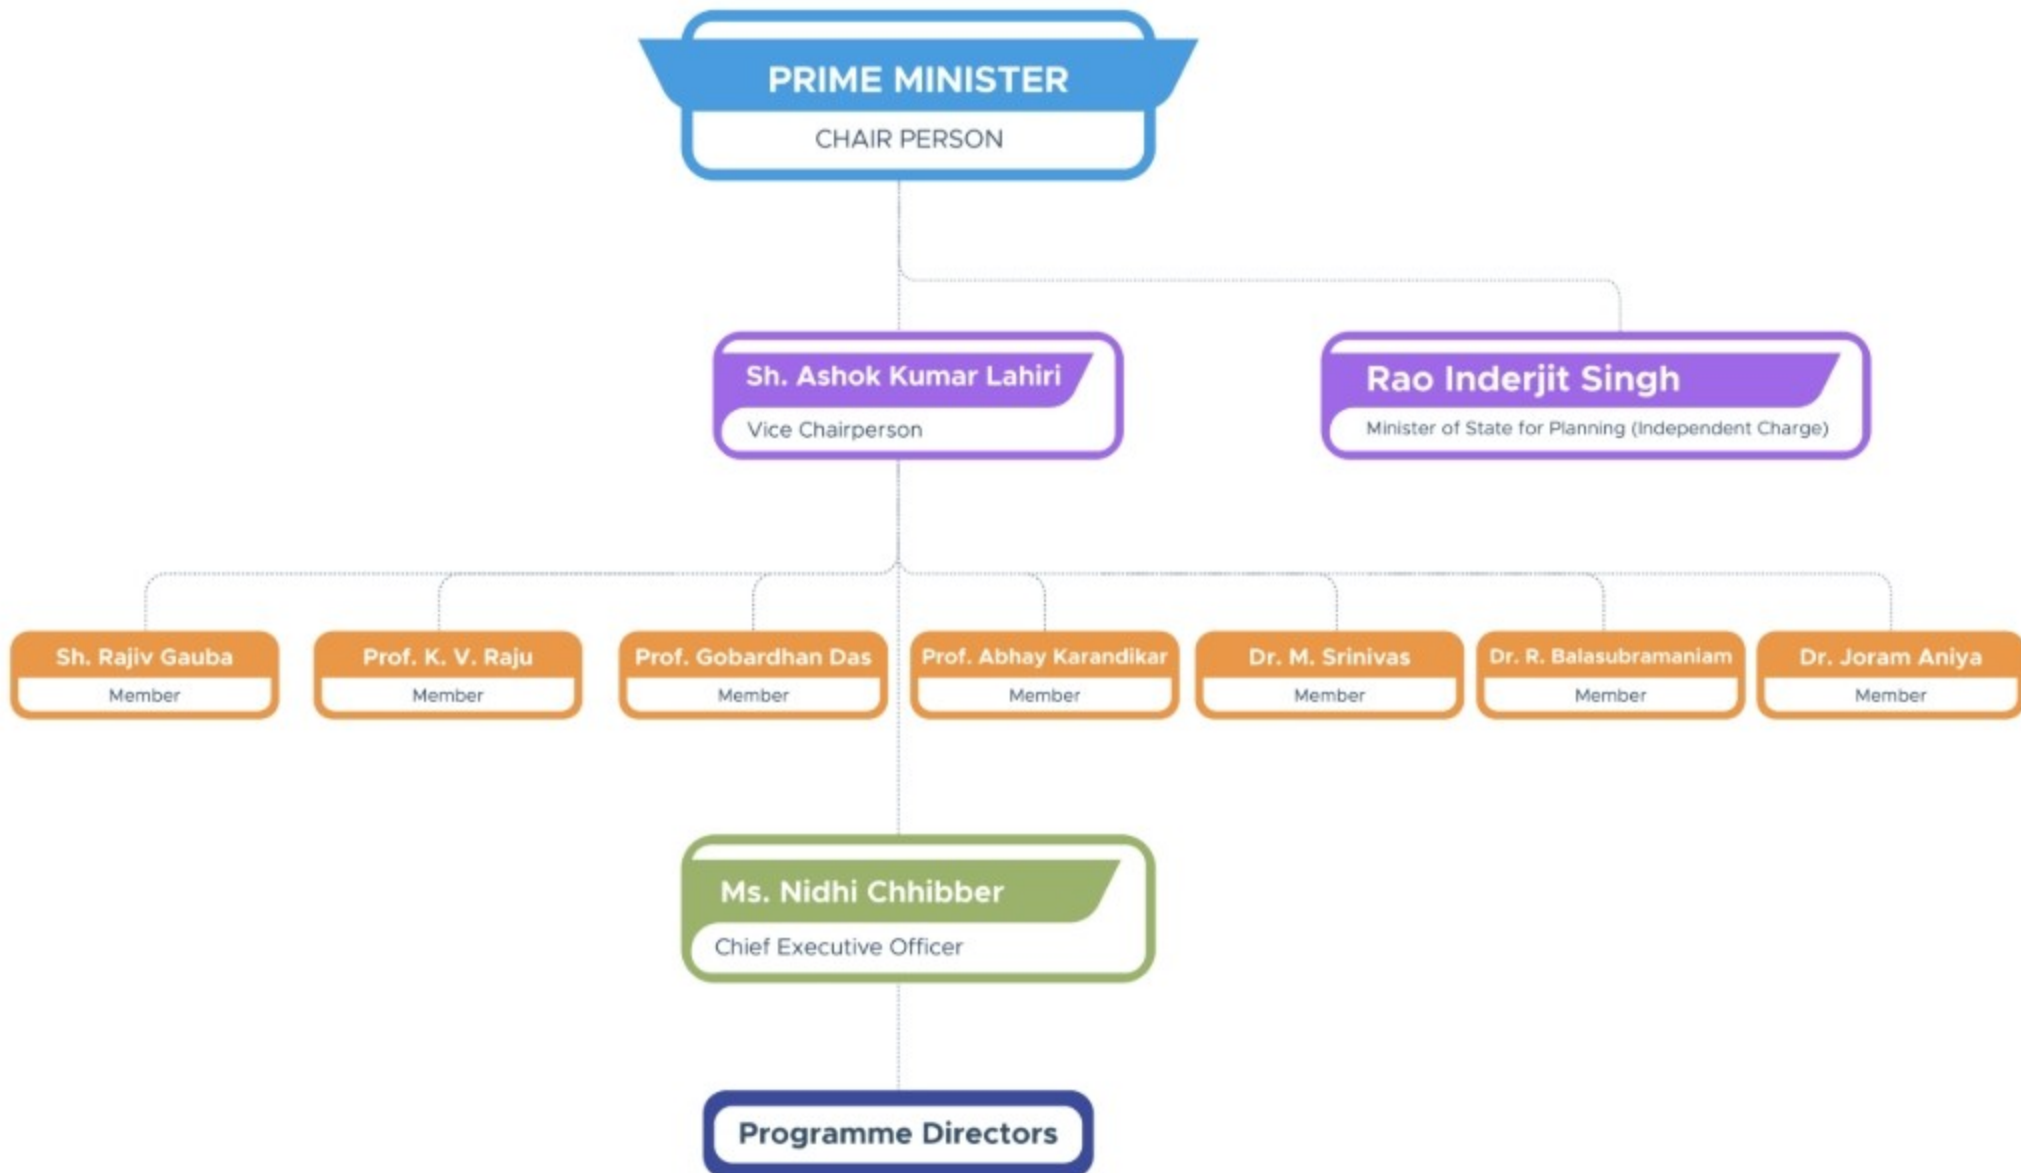 PRIME MINISTER
CHAIR PERSON
Sh. Ashok Kumar Lahiri
Vice Chairperson
Rao Inderjit Singh
Minister of State for Planning (Independent Charge)
Sh. Rajiv Gauba
Member
Prof. K. V. Raju
Member
Prof. Gobardhan Das
Member
Prof. Abhay Karandikar
Member
Dr. M. Srinivas
Member
Dr. R. Balasubramaniam
Member
Dr. Joram Aniya
Member
Ms. Nidhi Chhibber
Chief Executive Officer
Programme Directors